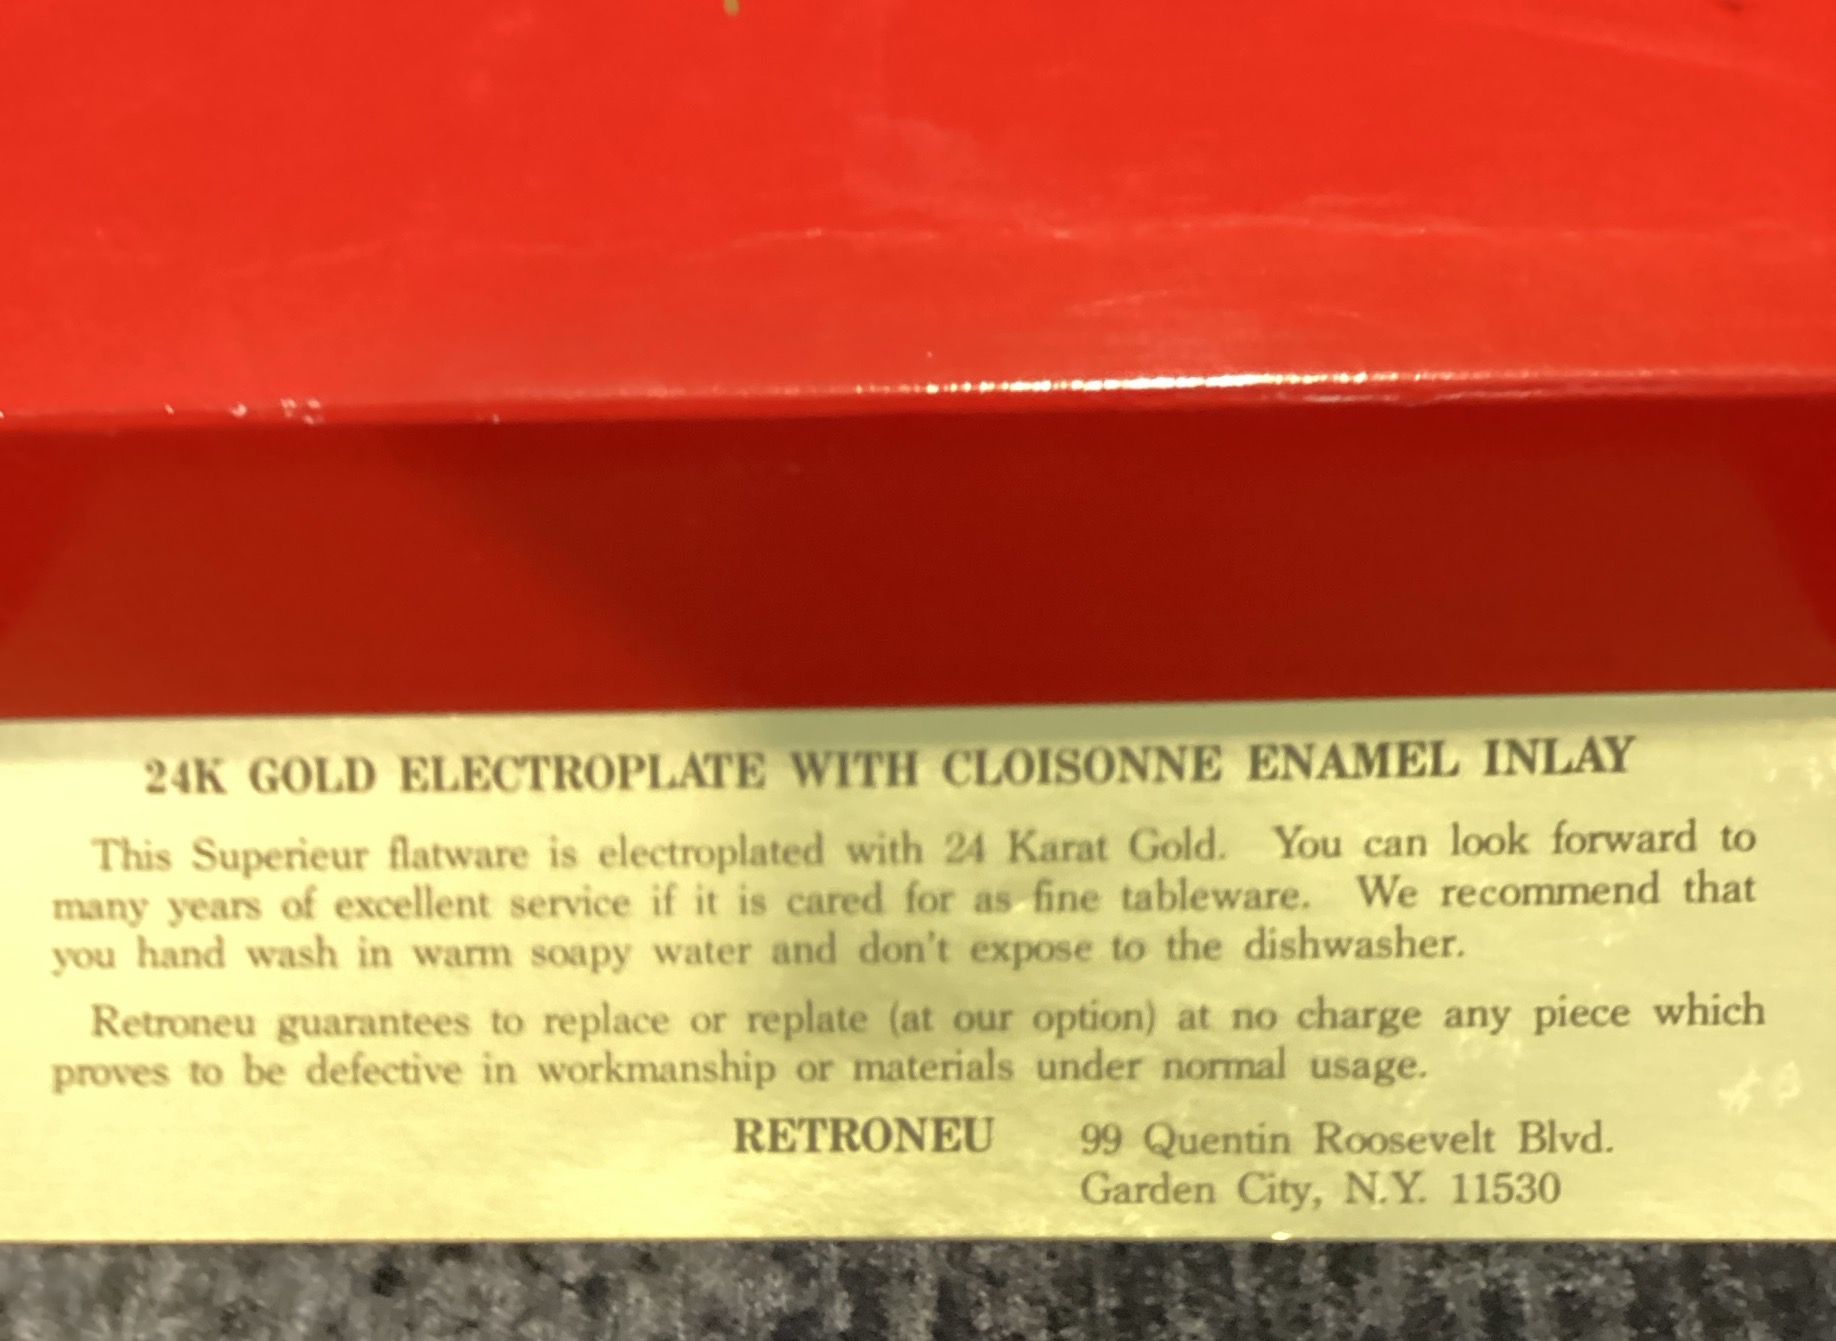 24K GOLD ELECTROPLATE WITH CLOISONNE ENAMEL INLAY
This Superieur flatware is electroplated with 24 Karat Gold. You can look forward to
many years of excellent service if it is cared for as fine tableware. We recommend that
you hand wash in warm soapy water and don't expose to the dishwasher.
Retroneu guarantees to replace or replate (at our option) at no charge any piece which
proves to be defective in workmanship or materials under normal usage.
RETRONEU 99 Quentin Roosevelt Blvd.
Garden City, N.Y. 11530